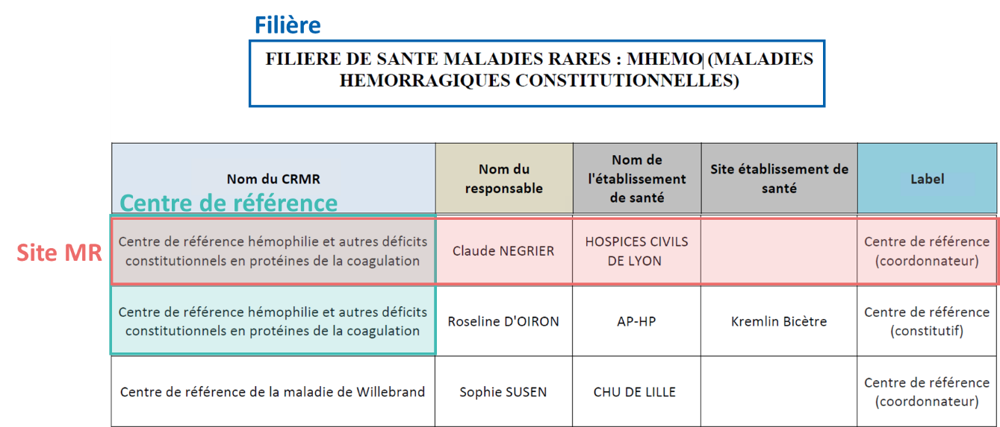 Filière
FILIERE DE SANTE MALADIES RARES : MHEMO (MALADIES
HEMORRAGIQUES CONSTITUTIONNELLES)
Nom du CRMR
Nom du
responsable
Nom de
l'établissement
de santé
Site établissement de
santé
Label
Centre de référence
Site MR
Centre de référence hémophilie et autres déficits
constitutionnels en protéines de la coagulation
Claude NEGRIER
HOSPICES CIVILS
DE LYON
Centre de référence
(coordonnateur)
Centre de référence hémophilie et autres déficits
constitutionnels en protéines de la coagulation
Roseline D'OIRON
AP-HP
Kremlin Bicètre
Centre de référence
(constitutif)
Centre de référence de la maladie de Willebrand
Sophie SUSEN
CHU DE LILLE
Centre de référence
(coordonnateur)